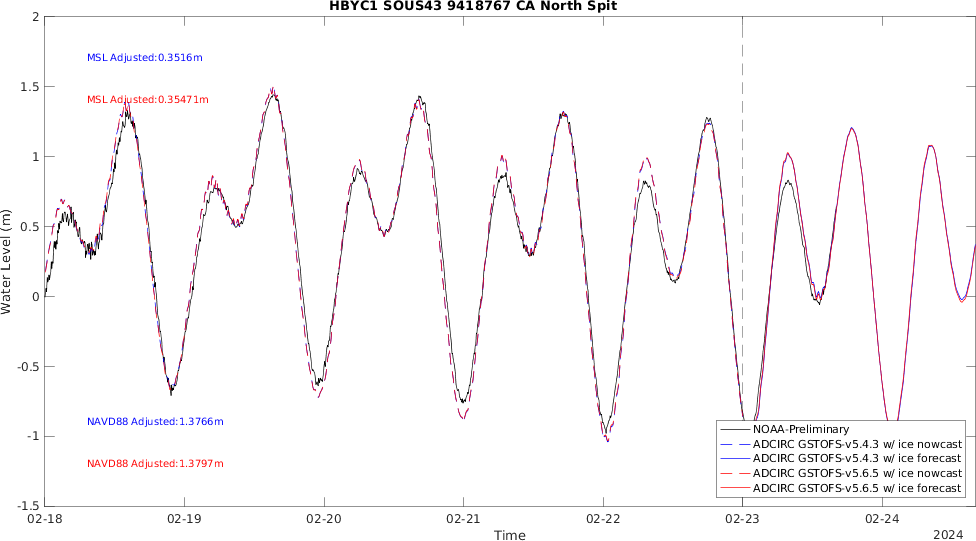 HBYC1 SOUS43 9418767 CA North Spit
2
1.5
1
0.5
0
-0.5
-1
-1.5
Water Level (m)
MSL Adjusted:0.3516m
MSL Adjusted:0.35471m
NAVD88 Adjusted:1.3766m
NAVD88 Adjusted:1.3797m
NOAA-Preliminary
ADCIRC GSTOFS-v5.4.3 w/ ice nowcast
ADCIRC GSTOFS-v5.4.3 w/ ice forecast
ADCIRC GSTOFS-v5.6.5 w/ ice nowcast
ADCIRC GSTOFS-v5.6.5 w/ ice forecast
02-18 02-19 02-20 02-21 02-22 02-23 02-24
Time
2024